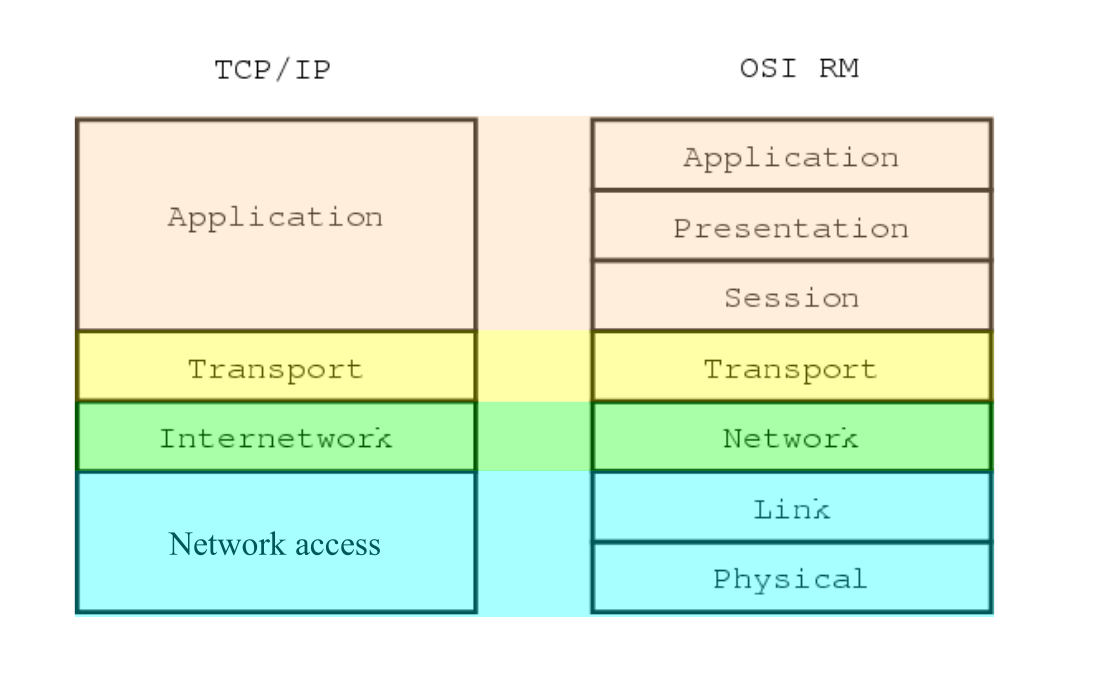 TCP/IP
Application
Transport
Internetwork
Network access
OSI RM
Application
Presentation
Session
Transport
Network
Link
Physical